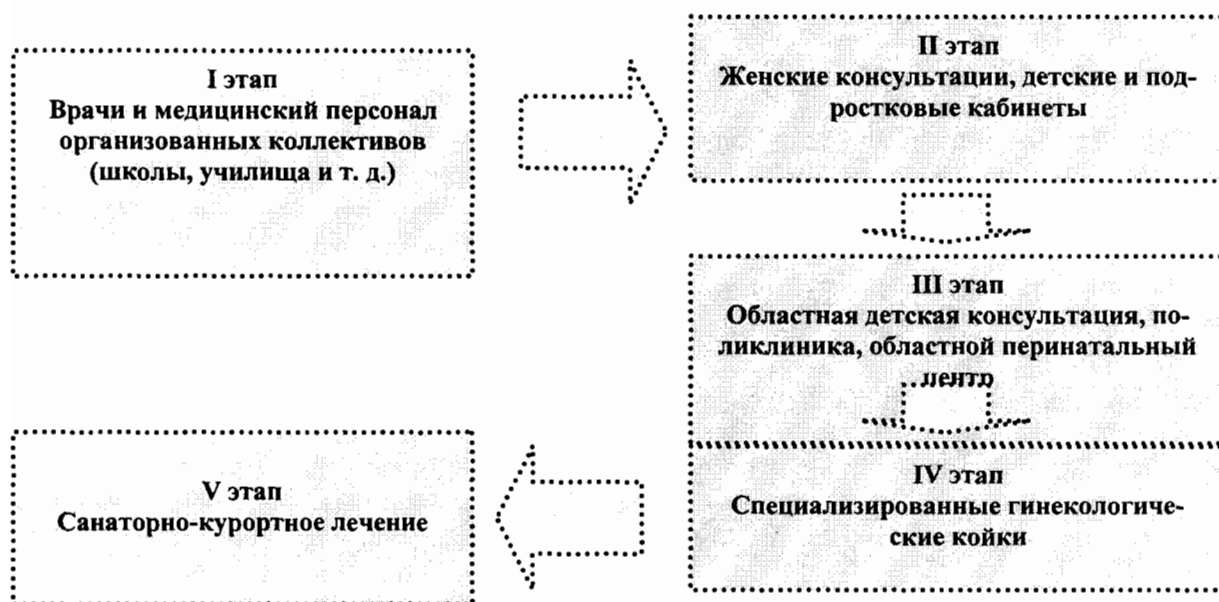 I этап
Врачи и медицинский персонал
организованных коллективов
(школы, училища и т. д.)
II этап
Женские консультации, детские и под-
ростковые кабинеты
III этап
Областная детская консультация, по-
ликлиника, областной перинатальный
центр
IV этап
Специализированные гинекологиче-
ские койки
V этап
Санаторно-курортное лечение